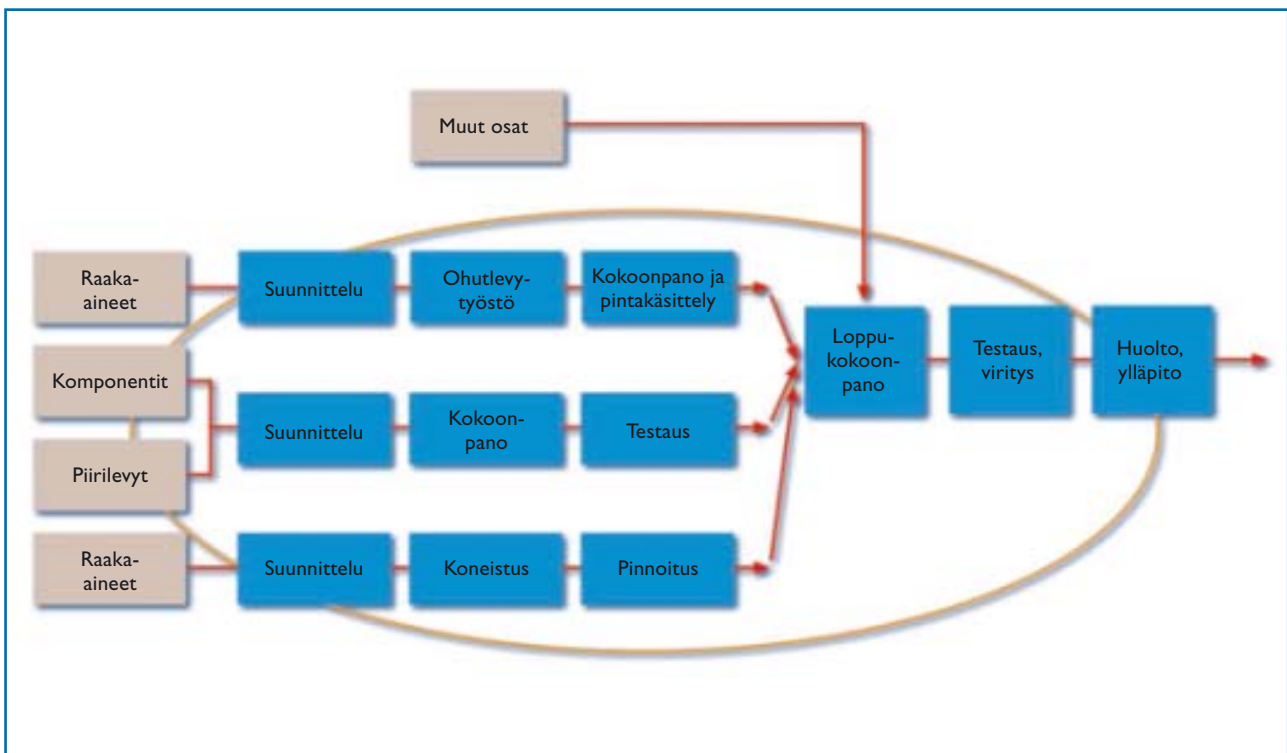 Muut osat
Raaka-
aineet
Suunnittelu
Ohutlevy-
työstö
Kokoonpano ja
pintakäsittely
Komponentit
Piirilevyt
Suunnittelu
Kokoon-
pano
Testaus
Raaka-
aineet
Suunnittelu
Koneistus
Pinnoitus
Loppu-
kokoon-
pano
Testaus,
viritys
Huolto,
ylläpito